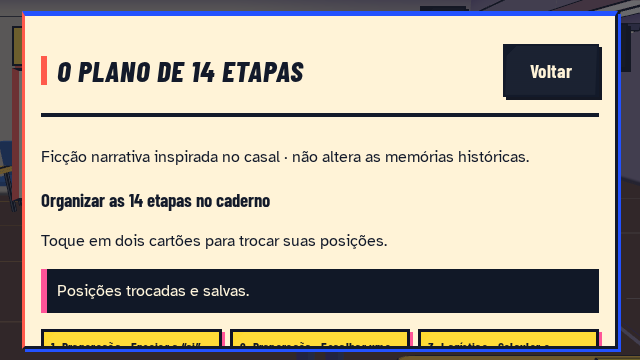 O PLANO DE 14 ETAPAS
Voltar
Ficção narrativa inspirada no casal · não altera as memórias históricas.
Organizar as 14 etapas no caderno
Toque em dois cartões para trocar suas posições.
Posições trocadas e salvas.